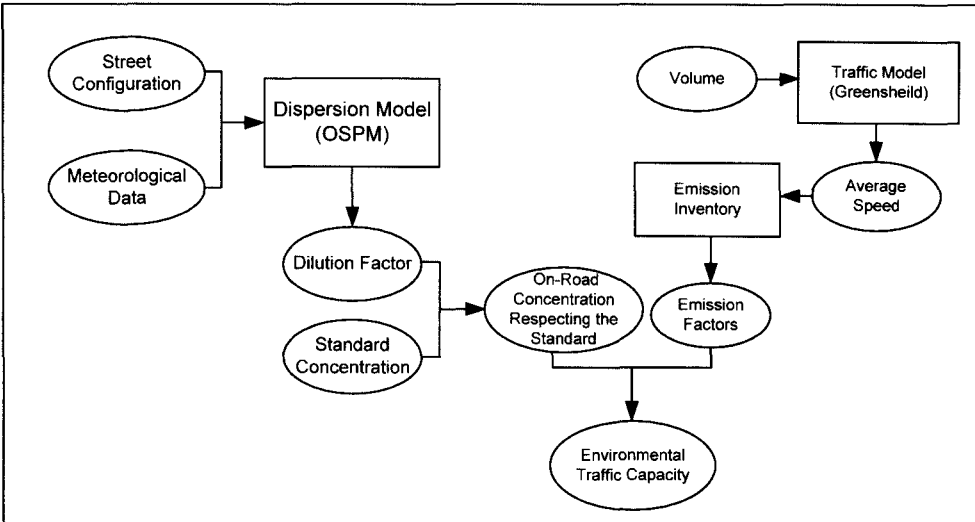 Street
Configuration
Meteorological
Data
Dispersion Model
(OSPM)
Dilution Factor
Standard
Concentration
On-Road
Concentration
Respecting the
Standard
Volume
Traffic Model
(Greensheild)
Average
Speed
Emission
Inventory
Emission
Factors
Environmental
Traffic Capacity